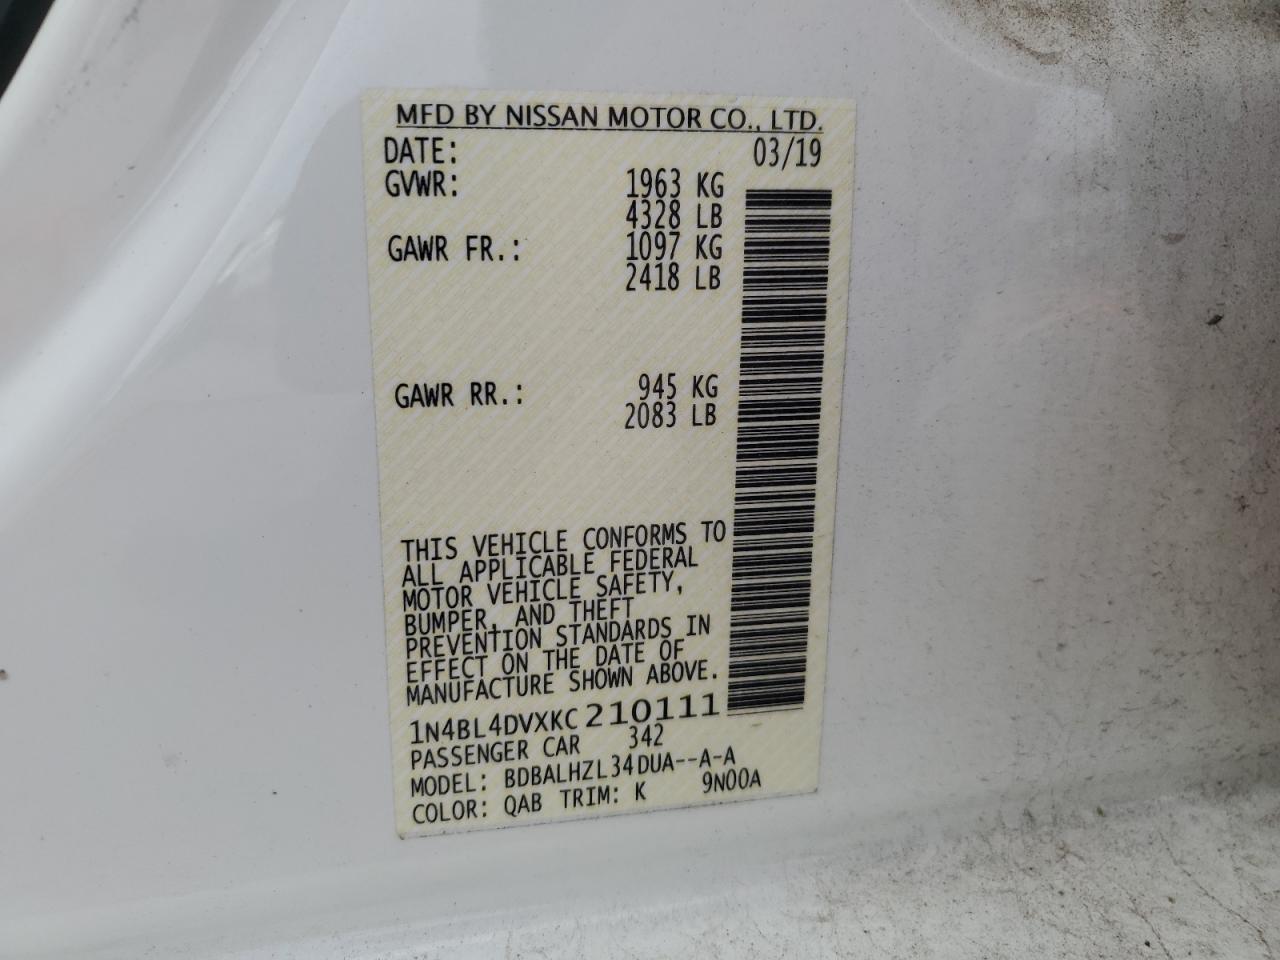 MFD BY NISSAN MOTOR CO., LTD.
DATE: 03/19
GVWR: 1963 KG
4328 LB
GAWR FR.: 1097 KG
2418 LB
GAWR RR.: 945 KG
2083 LB
THIS VEHICLE CONFORMS TO
ALL APPLICABLE FEDERAL
MOTOR VEHICLE SAFETY,
BUMPER, AND THEFT
PREVENTION STANDARDS IN
EFFECT ON THE DATE OF
MANUFACTURE SHOWN ABOVE.
1N4BL4DVXKC210111
PASSENGER CAR 342
MODEL: BDBALHZL34DUA--A-A
COLOR: QAB TRIM: K 9N00A